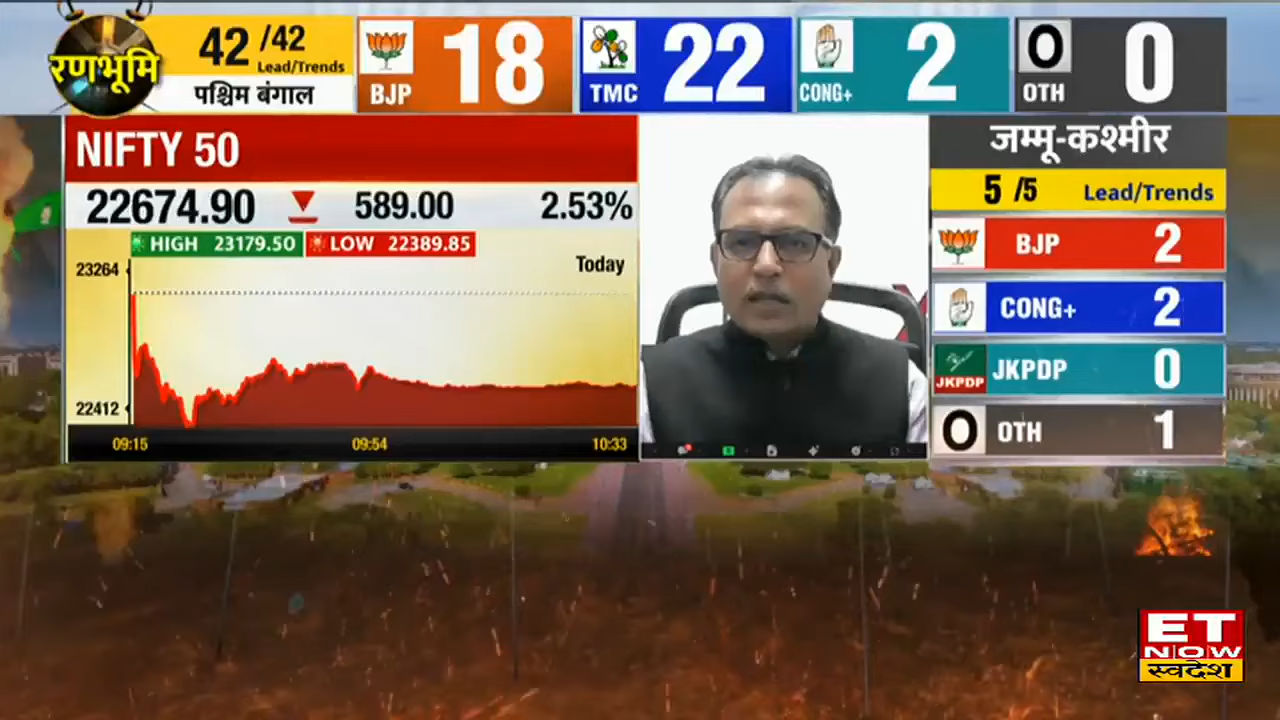 रणभूमि
42 /42
Lead/Trends
पश्चिम बंगाल
BJP 18
TMC 22
CONG+ 2
OTH 0
NIFTY 50
22674.90 589.00 2.53%
HIGH 23179.50 LOW 22389.85
Today
23264
22412
09:15 09:54 10:33
जम्मू-कश्मीर
5 /5 Lead/Trends
BJP 2
CONG+ 2
JKPDP JKPDP 0
OTH 1
ET
NOW
स्वदेश